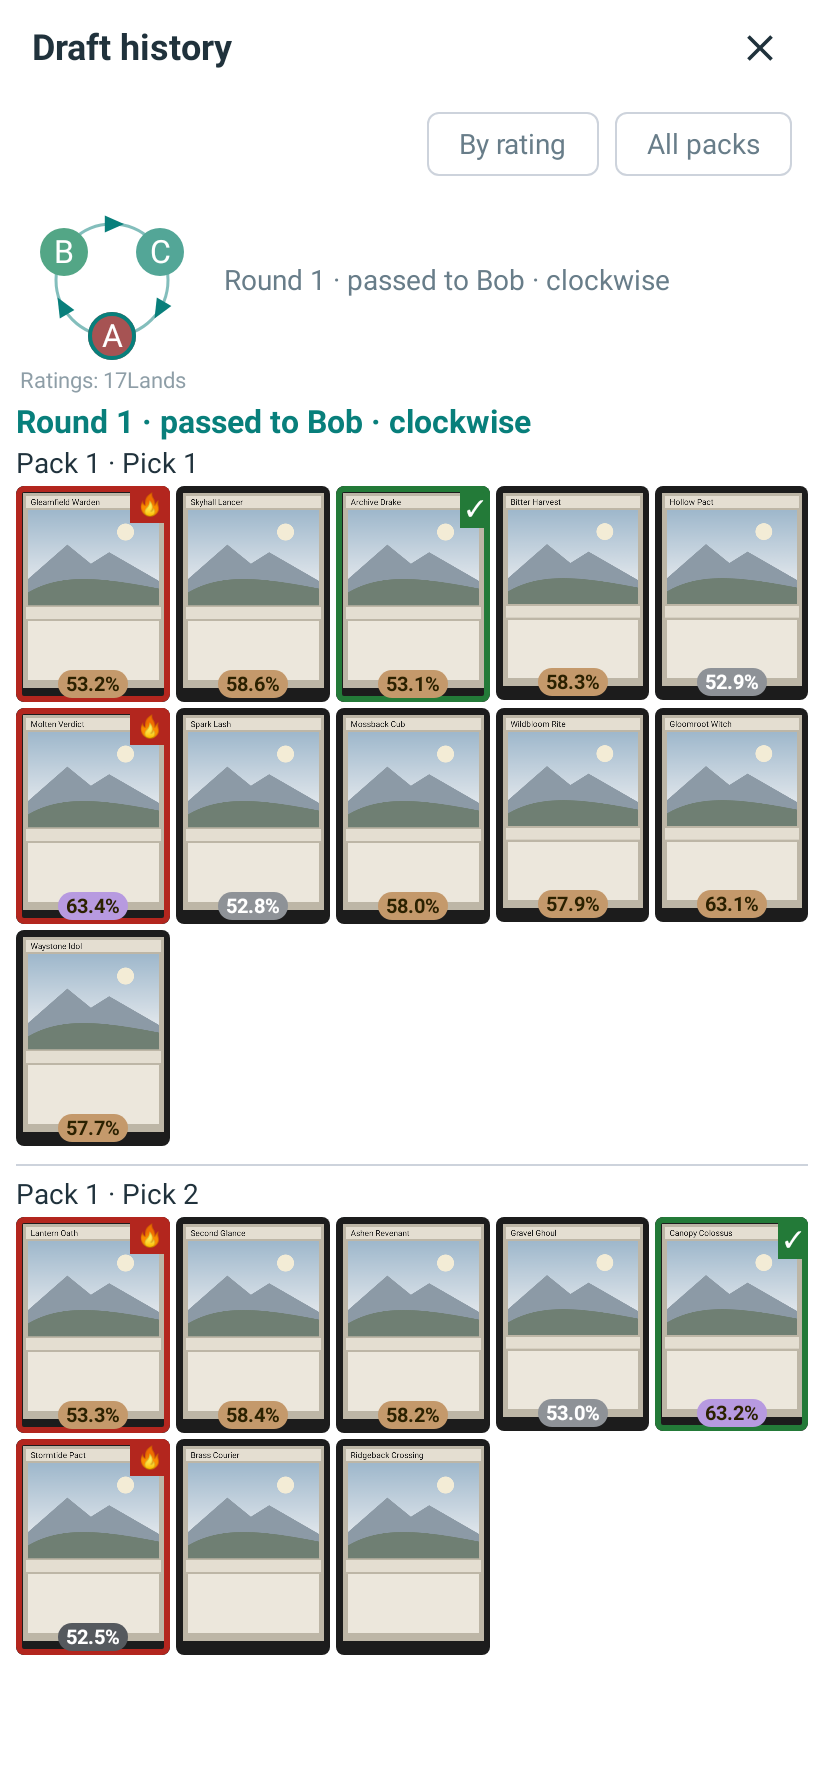 Draft history
By rating
All packs
B
C
A
Round 1 · passed to Bob · clockwise
Ratings: 17Lands
Round 1 · passed to Bob · clockwise
Pack 1 · Pick 1
Gleamfield Warden
Skyhall Lancer
Archive Drake
✓
Bitter Harvest
Hollow Pact
53.2%
58.6%
53.1%
58.3%
52.9%
Molten Verdict
Spark Lash
Mossback Cub
Wildbloom Rite
Gloomroot Witch
63.4%
52.8%
58.0%
57.9%
63.1%
Waystone Idol
57.7%
Pack 1 · Pick 2
Lantern Oath
Second Glance
Ashen Revenant
Gravel Ghoul
Canopy Colossus
✓
53.3%
58.4%
58.2%
53.0%
63.2%
Stormtide Pact
Brass Courier
Ridgeback Crossing
52.5%